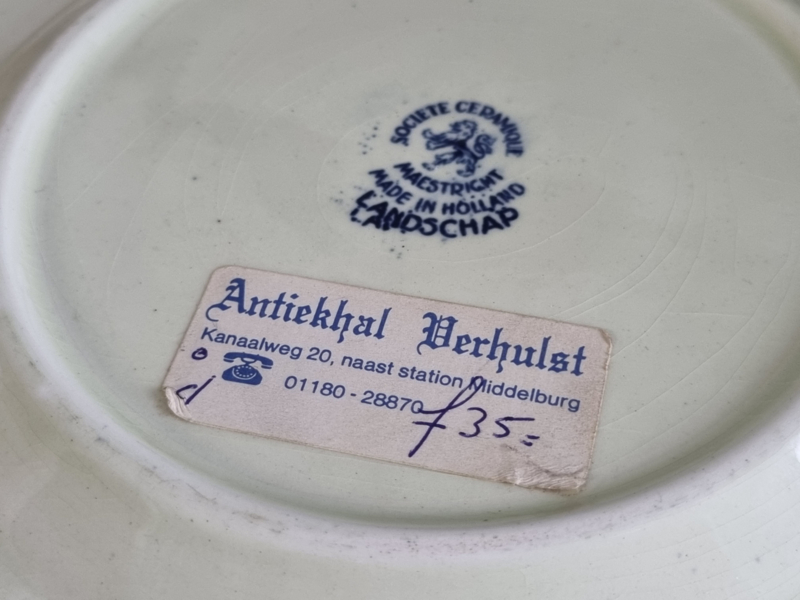 SOCIETE CERAMIQUE
MAESTRICHT
MADE IN HOLLAND
LANDSCHAP
Antiekhal Verhulst
Kanaalweg 20, naast station Middelburg
01180 - 28870
d
ƒ 35=